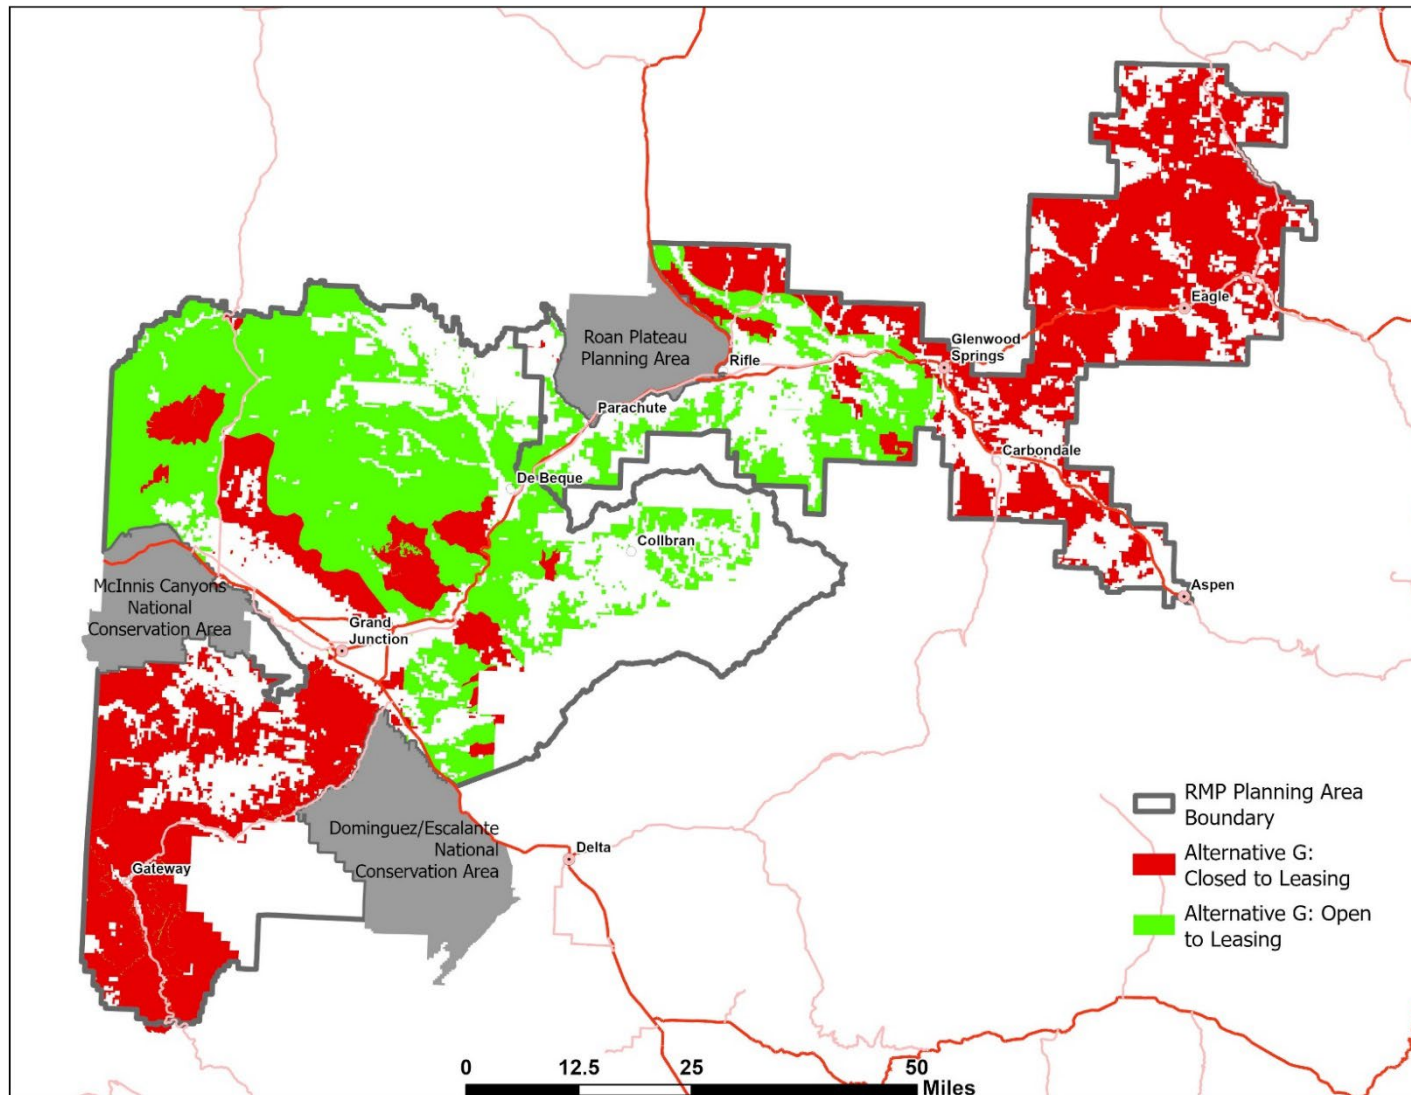 Roan Plateau
Planning Area
Rifle
Glenwood
Springs
Eagle
Parachute
Carbondale
De Beque
Collbran
Aspen
McInnis Canyons
National
Conservation Area
Grand
Junction
Dominguez/Escalante
National
Conservation Area
Delta
Gateway
RMP Planning Area
Boundary
Alternative G:
Closed to Leasing
Alternative G: Open
to Leasing
0 12.5 25 50
Miles